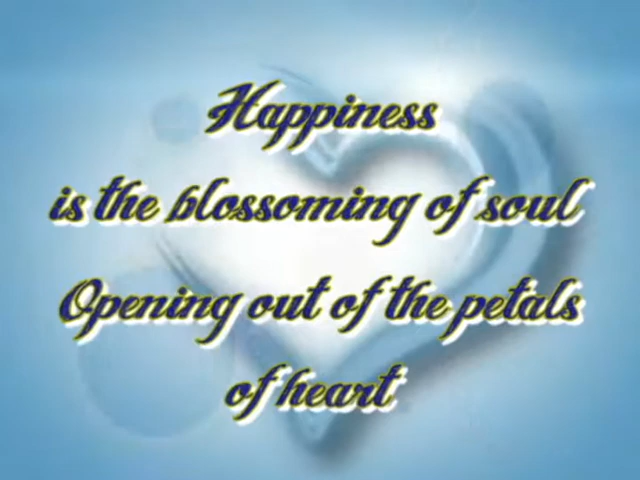 Happiness
is the blossoming of soul
Opening out of the petals
of heart